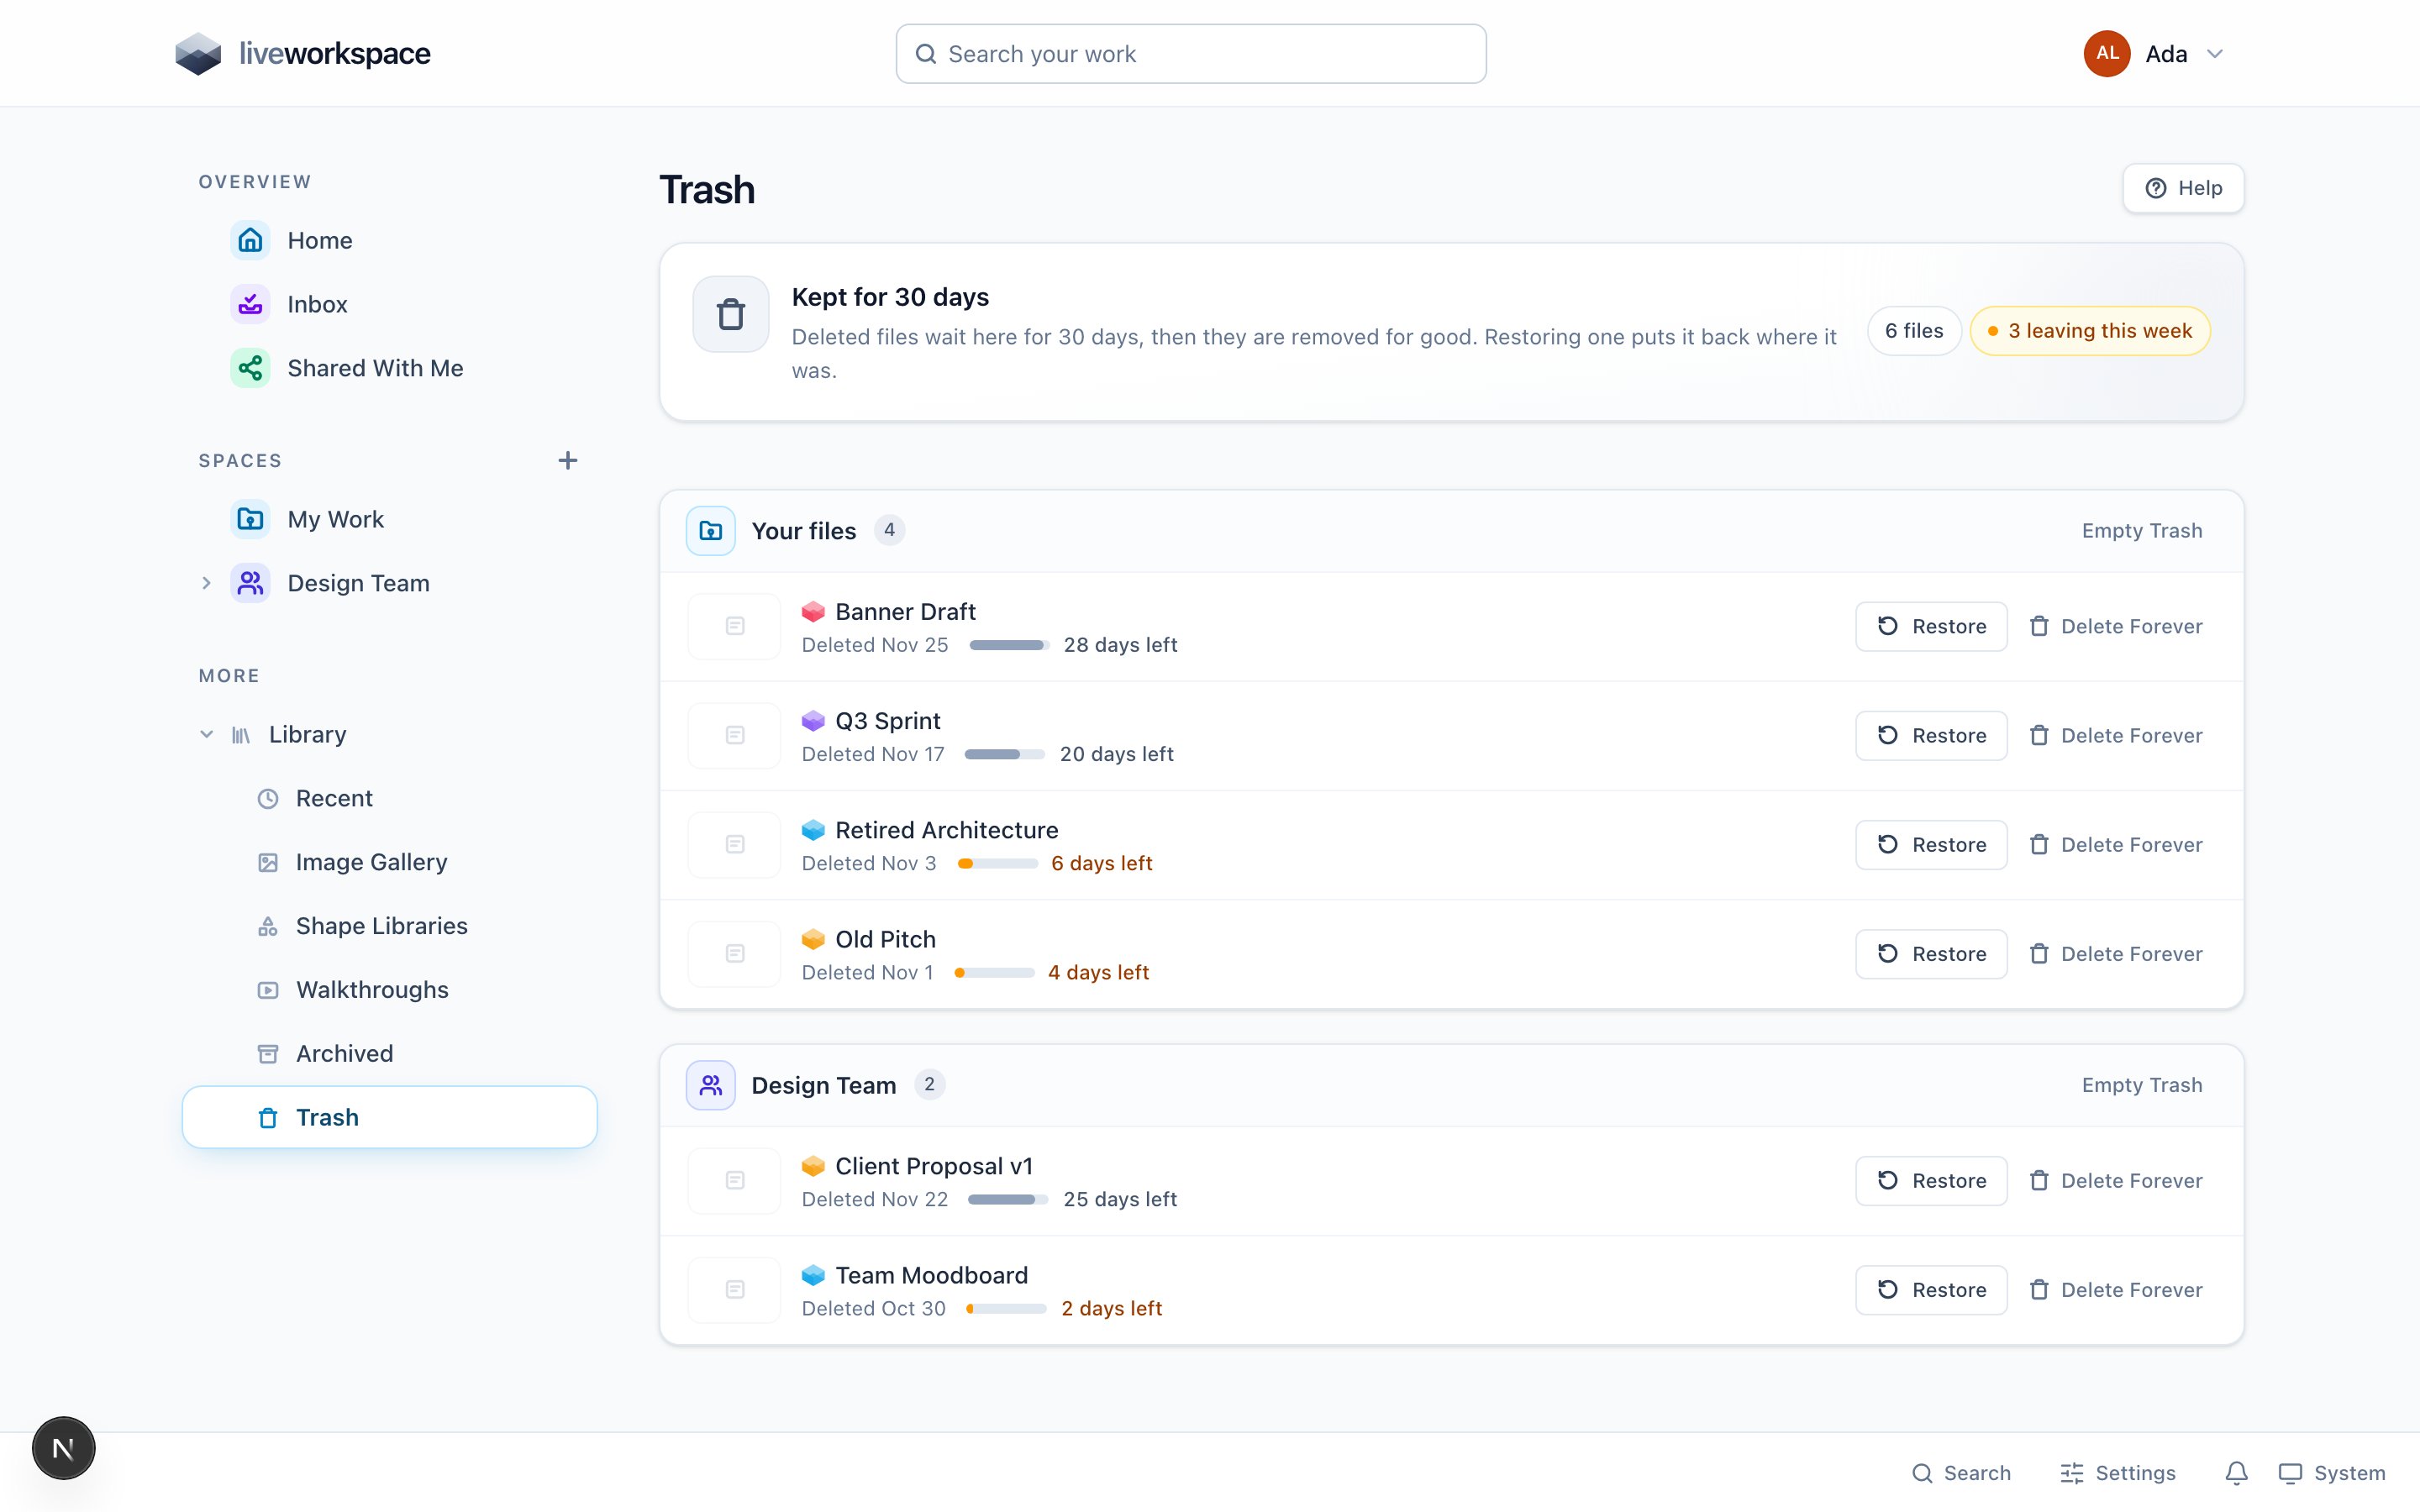 liveworkspace
Search your work
AL
Ada
OVERVIEW
Home
Inbox
Shared With Me
SPACES
My Work
Design Team
MORE
Library
Recent
Image Gallery
Shape Libraries
Walkthroughs
Archived
Trash
Trash
Help
Kept for 30 days
Deleted files wait here for 30 days, then they are removed for good. Restoring one puts it back where it
was.
6 files
3 leaving this week
Your files 4
Empty Trash
Banner Draft
Deleted Nov 25 28 days left
Restore
Delete Forever
Q3 Sprint
Deleted Nov 17 20 days left
Restore
Delete Forever
Retired Architecture
Deleted Nov 3 6 days left
Restore
Delete Forever
Old Pitch
Deleted Nov 1 4 days left
Restore
Delete Forever
Design Team 2
Empty Trash
Client Proposal v1
Deleted Nov 22 25 days left
Restore
Delete Forever
Team Moodboard
Deleted Oct 30 2 days left
Restore
Delete Forever
N
Search
Settings
System